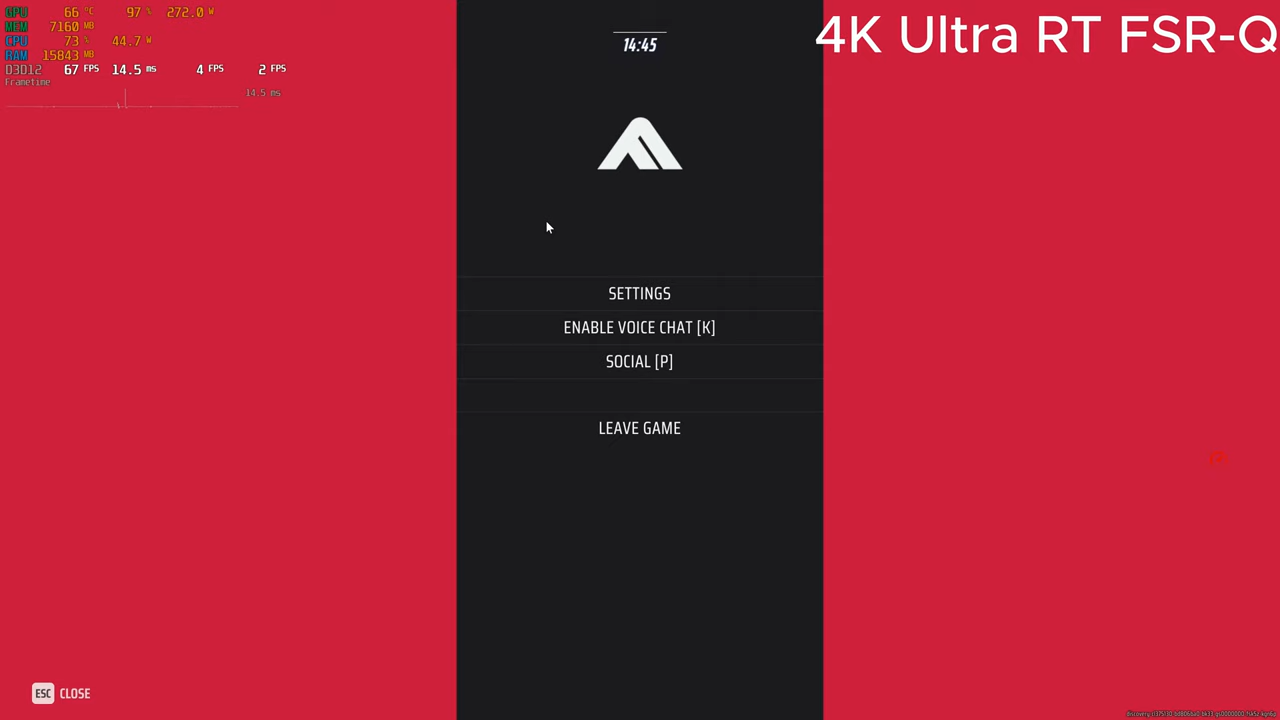 GPU 66 °C 97 % 272.0 W
MEM 7160 MB
CPU 73 % 44.7 W
RAM 15843 MB
D3D12 67 FPS 14.5 ms 4 FPS 2 FPS
Frametime
14.5 ms
4K Ultra RT FSR-Q
14:45
SETTINGS
ENABLE VOICE CHAT [K]
SOCIAL [P]
LEAVE GAME
ESC CLOSE